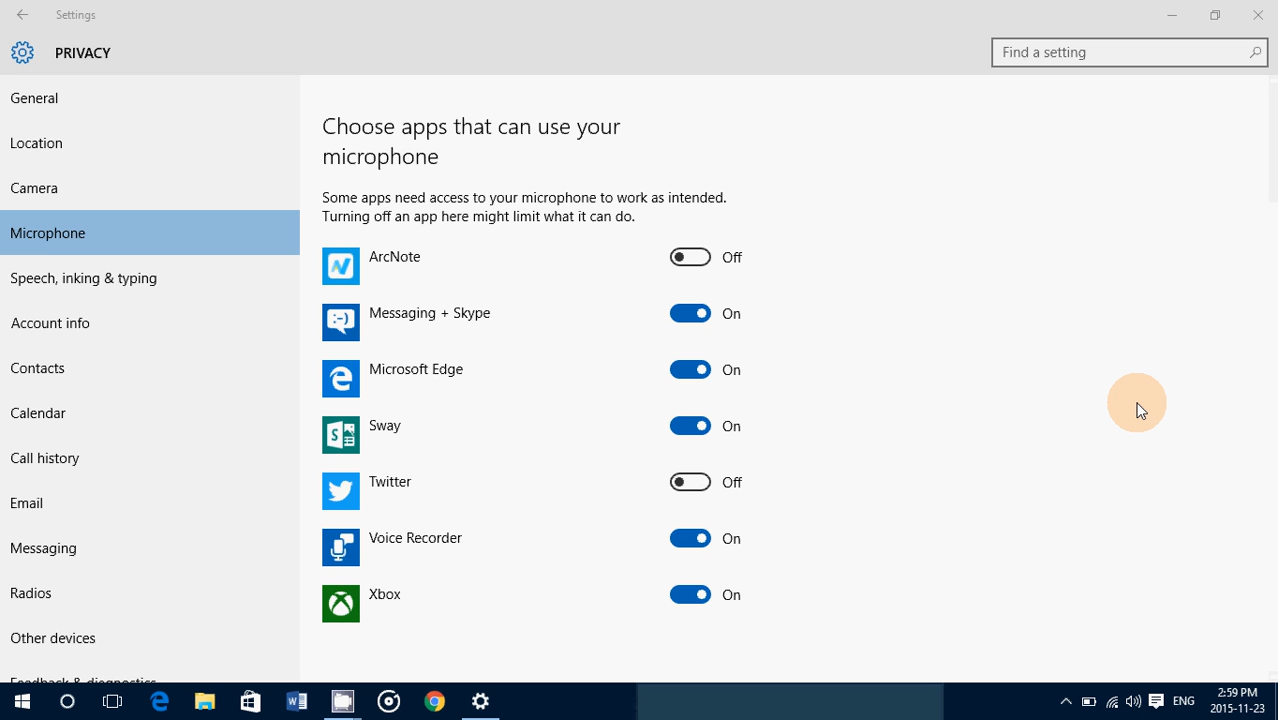 Settings
PRIVACY
Find a setting
General
Location
Camera
Microphone
Speech, inking & typing
Account info
Contacts
Calendar
Call history
Email
Messaging
Radios
Other devices
Feedback & diagnostics
Choose apps that can use your
microphone
Some apps need access to your microphone to work as intended.
Turning off an app here might limit what it can do.
ArcNote Off
Messaging + Skype On
Microsoft Edge On
Sway On
Twitter Off
Voice Recorder On
Xbox On
ENG
2:59 PM
2015-11-23